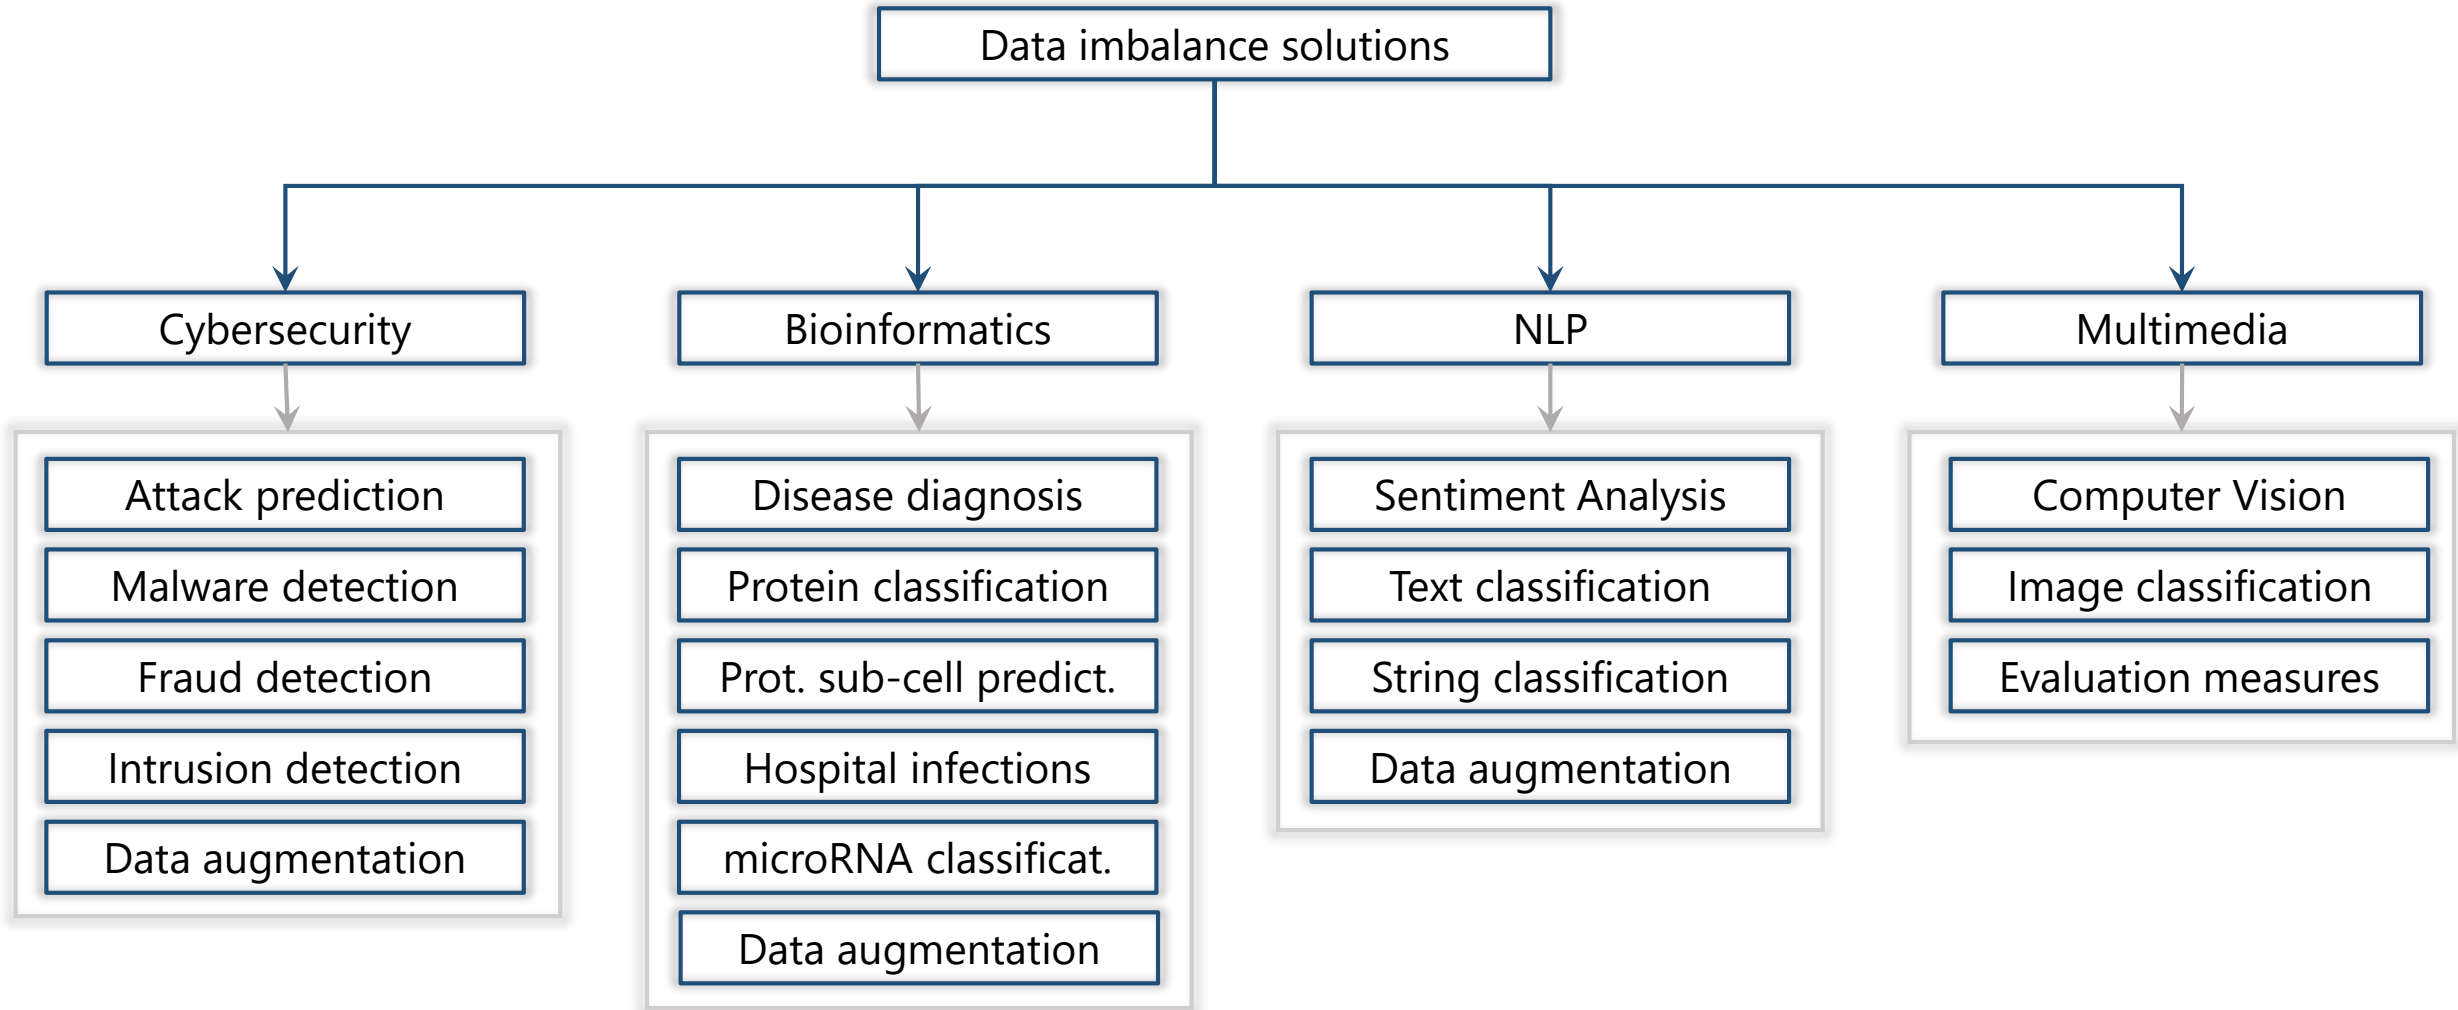 Data imbalance solutions
Cybersecurity
Bioinformatics
NLP
Multimedia
Attack prediction
Malware detection
Fraud detection
Intrusion detection
Data augmentation
Disease diagnosis
Protein classification
Prot. sub-cell predict.
Hospital infections
microRNA classificat.
Data augmentation
Sentiment Analysis
Text classification
String classification
Data augmentation
Computer Vision
Image classification
Evaluation measures